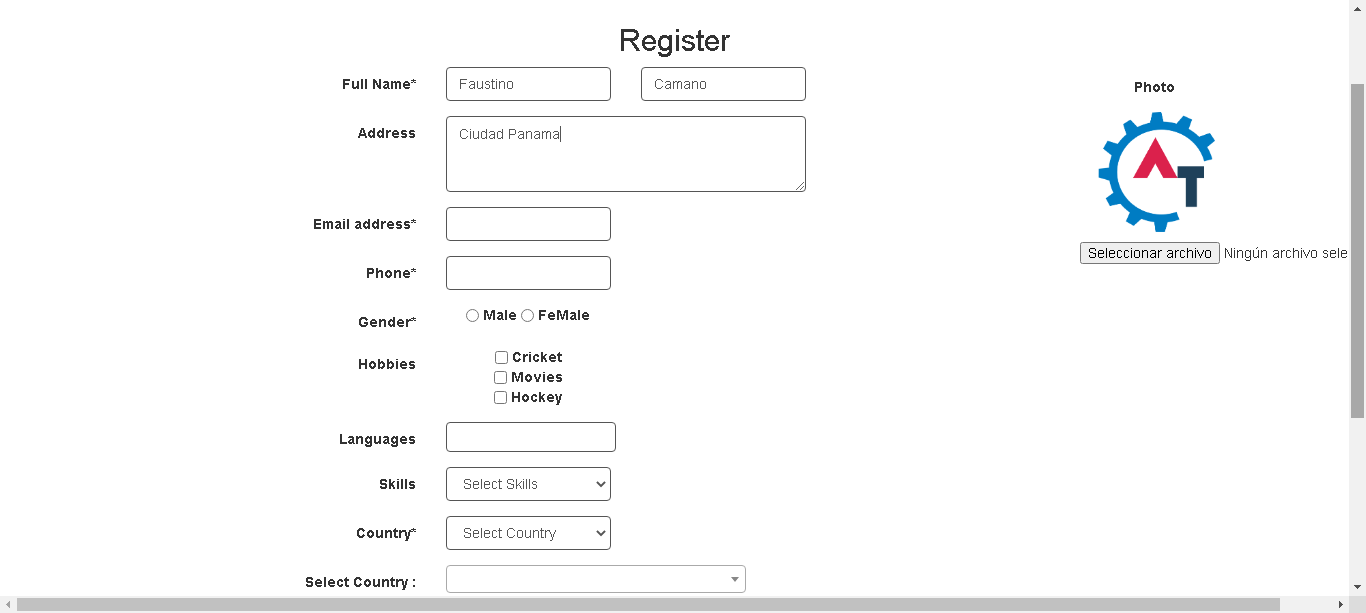 Register
Full Name* Faustino Camano
Photo
Address Ciudad Panama
AT
Email address*
Seleccionar archivo Ningún archivo sele
Phone*
Gender* Male FeMale
Hobbies Cricket
Movies
Hockey
Languages
Skills Select Skills
Country* Select Country
Select Country :